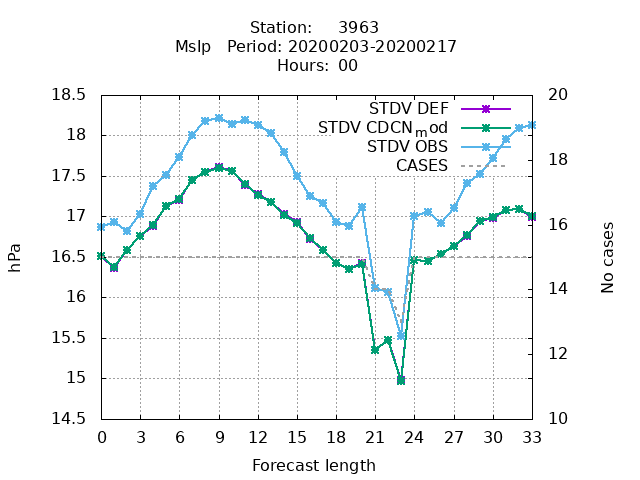 Station: 3963
Mslp Period: 20200203-20200217
Hours: 00
18.5
18
17.5
17
16.5
16
15.5
15
14.5
hPa
STDV DEF
STDV CDCNmod
STDV OBS
CASES
20
18
16
14
12
10
No cases
0 3 6 9 12 15 18 21 24 27 30 33
Forecast length